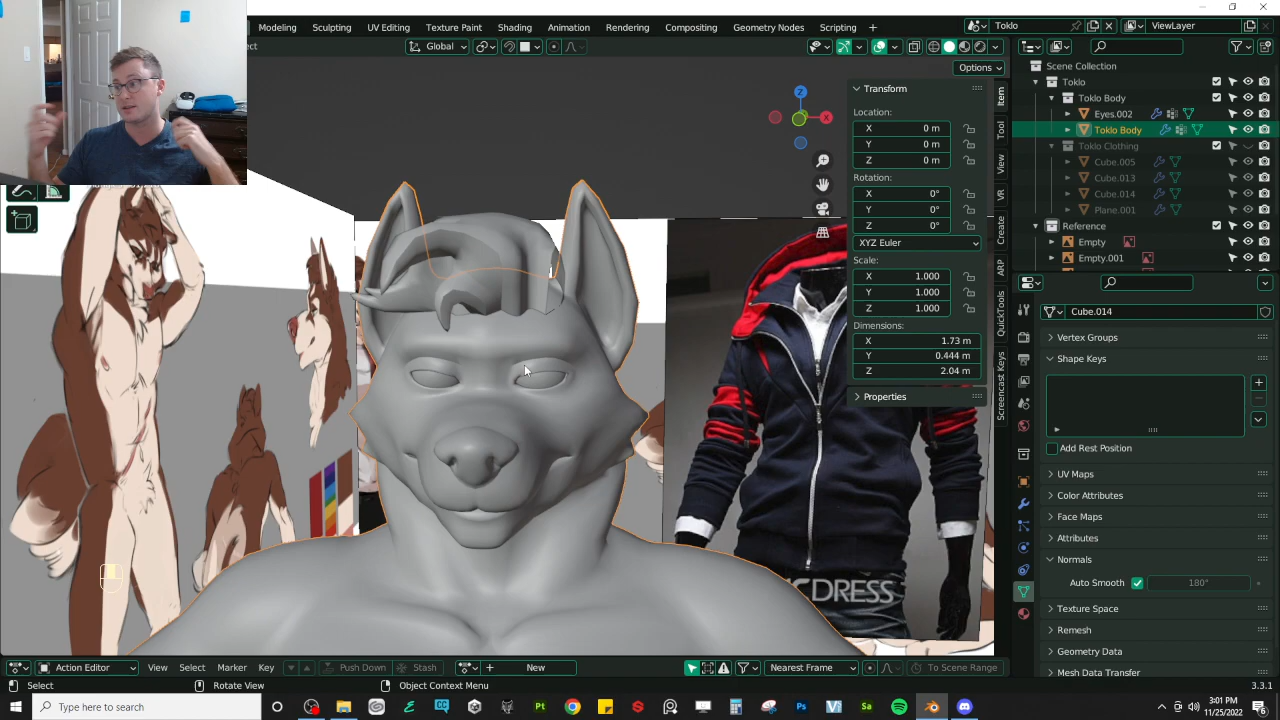 Modeling Sculpting UV Editing Texture Paint Shading Animation Rendering Compositing Geometry Nodes Scripting +
Toklo ViewLayer
Global
Options
Transform
Location:
X 0 m
Y 0 m
Z 0 m
Rotation:
X 0°
Y 0°
Z 0°
XYZ Euler
Scale:
X 1.000
Y 1.000
Z 1.000
Dimensions:
X 1.73 m
Y 0.444 m
Z 2.04 m
Properties
Item
Tool
View
VR
Create
ARP
QuickTools
Screencast Keys
X
Z
Scene Collection
Toklo
Toklo Body
Eyes.002
Toklo Body
Toklo Clothing
Cube.005
Cube.013
Cube.014
Plane.001
Reference
Empty
Empty.001
Cube.014
Vertex Groups
Shape Keys
Add Rest Position
UV Maps
Color Attributes
Face Maps
Attributes
Normals
Auto Smooth 180°
Texture Space
Remesh
Geometry Data
Mesh Data Transfer
DRESS
Action Editor View Select Marker Key Push Down Stash New Nearest Frame To Scene Range
Select Rotate View Object Context Menu 3.3.1
Type here to search
3:01 PM
11/25/2022